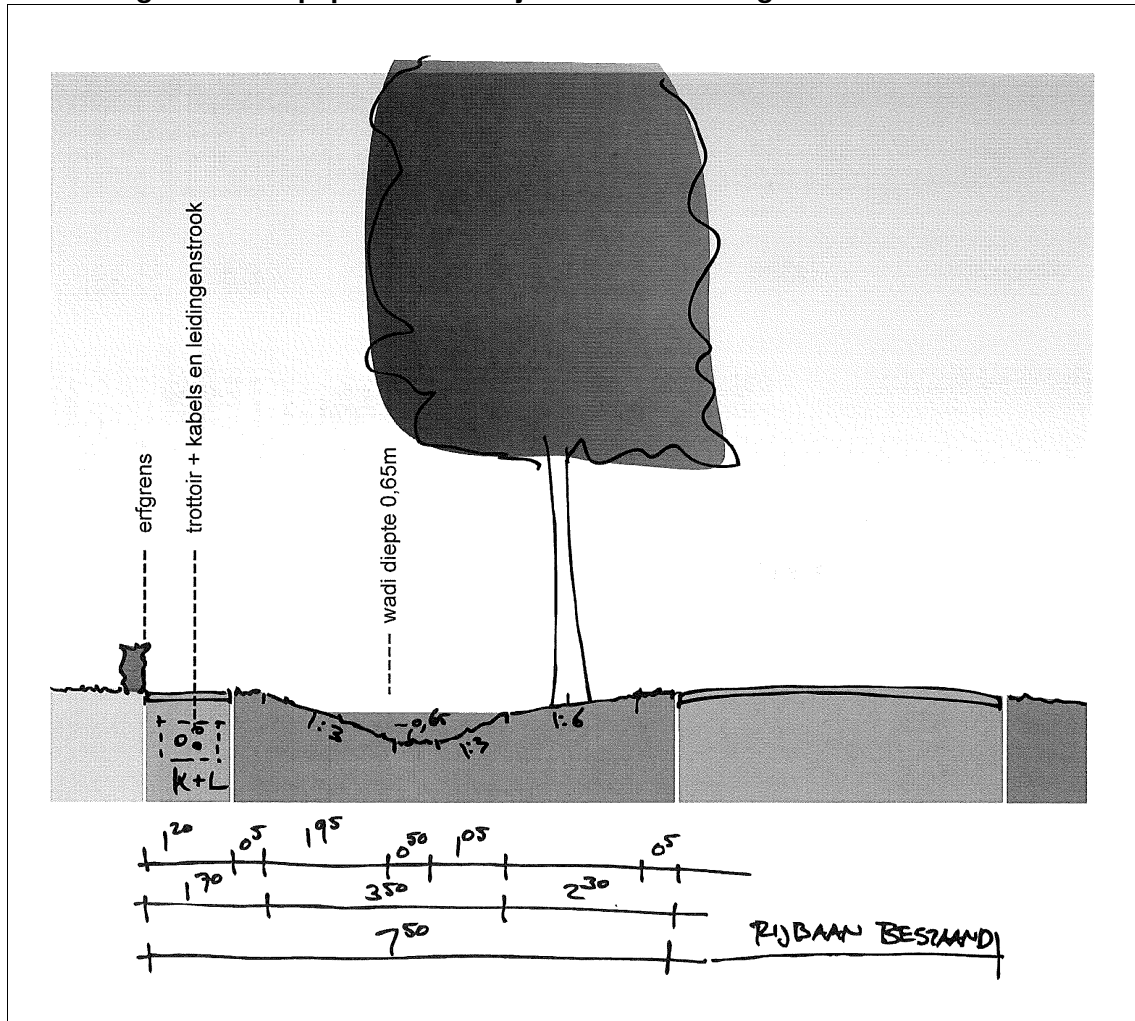 erfgrens
trottoir + kabels en leidingenstrook
wadi diepte 0,65m
1:3
-0,65
1:3
1:6
K+L
1²⁰ 0⁵ 1⁹⁵ 0⁵⁰ 1⁰⁵ 0⁵
1⁷⁰ 3⁵⁰ 2³⁰
7⁵⁰ RIJBAAN BESTAAND